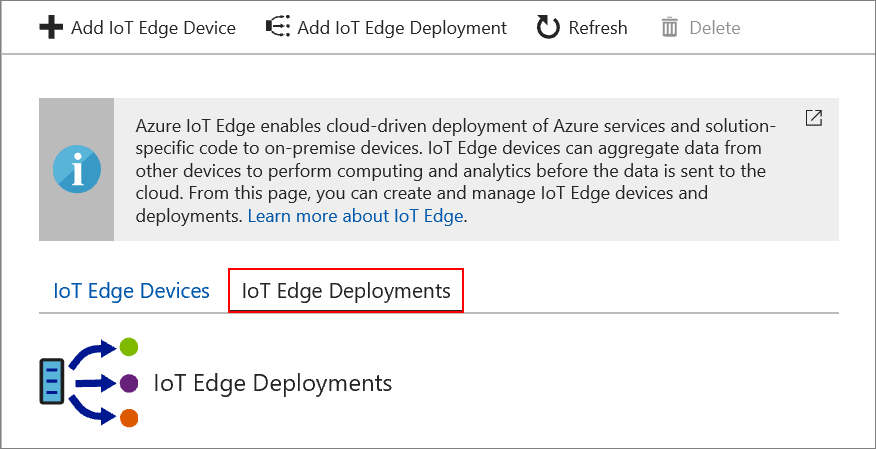 Add IoT Edge Device Add IoT Edge Deployment Refresh Delete
Azure IoT Edge enables cloud-driven deployment of Azure services and solution-
specific code to on-premise devices. IoT Edge devices can aggregate data from
other devices to perform computing and analytics before the data is sent to the
cloud. From this page, you can create and manage IoT Edge devices and
deployments. Learn more about IoT Edge.
IoT Edge Devices IoT Edge Deployments
IoT Edge Deployments